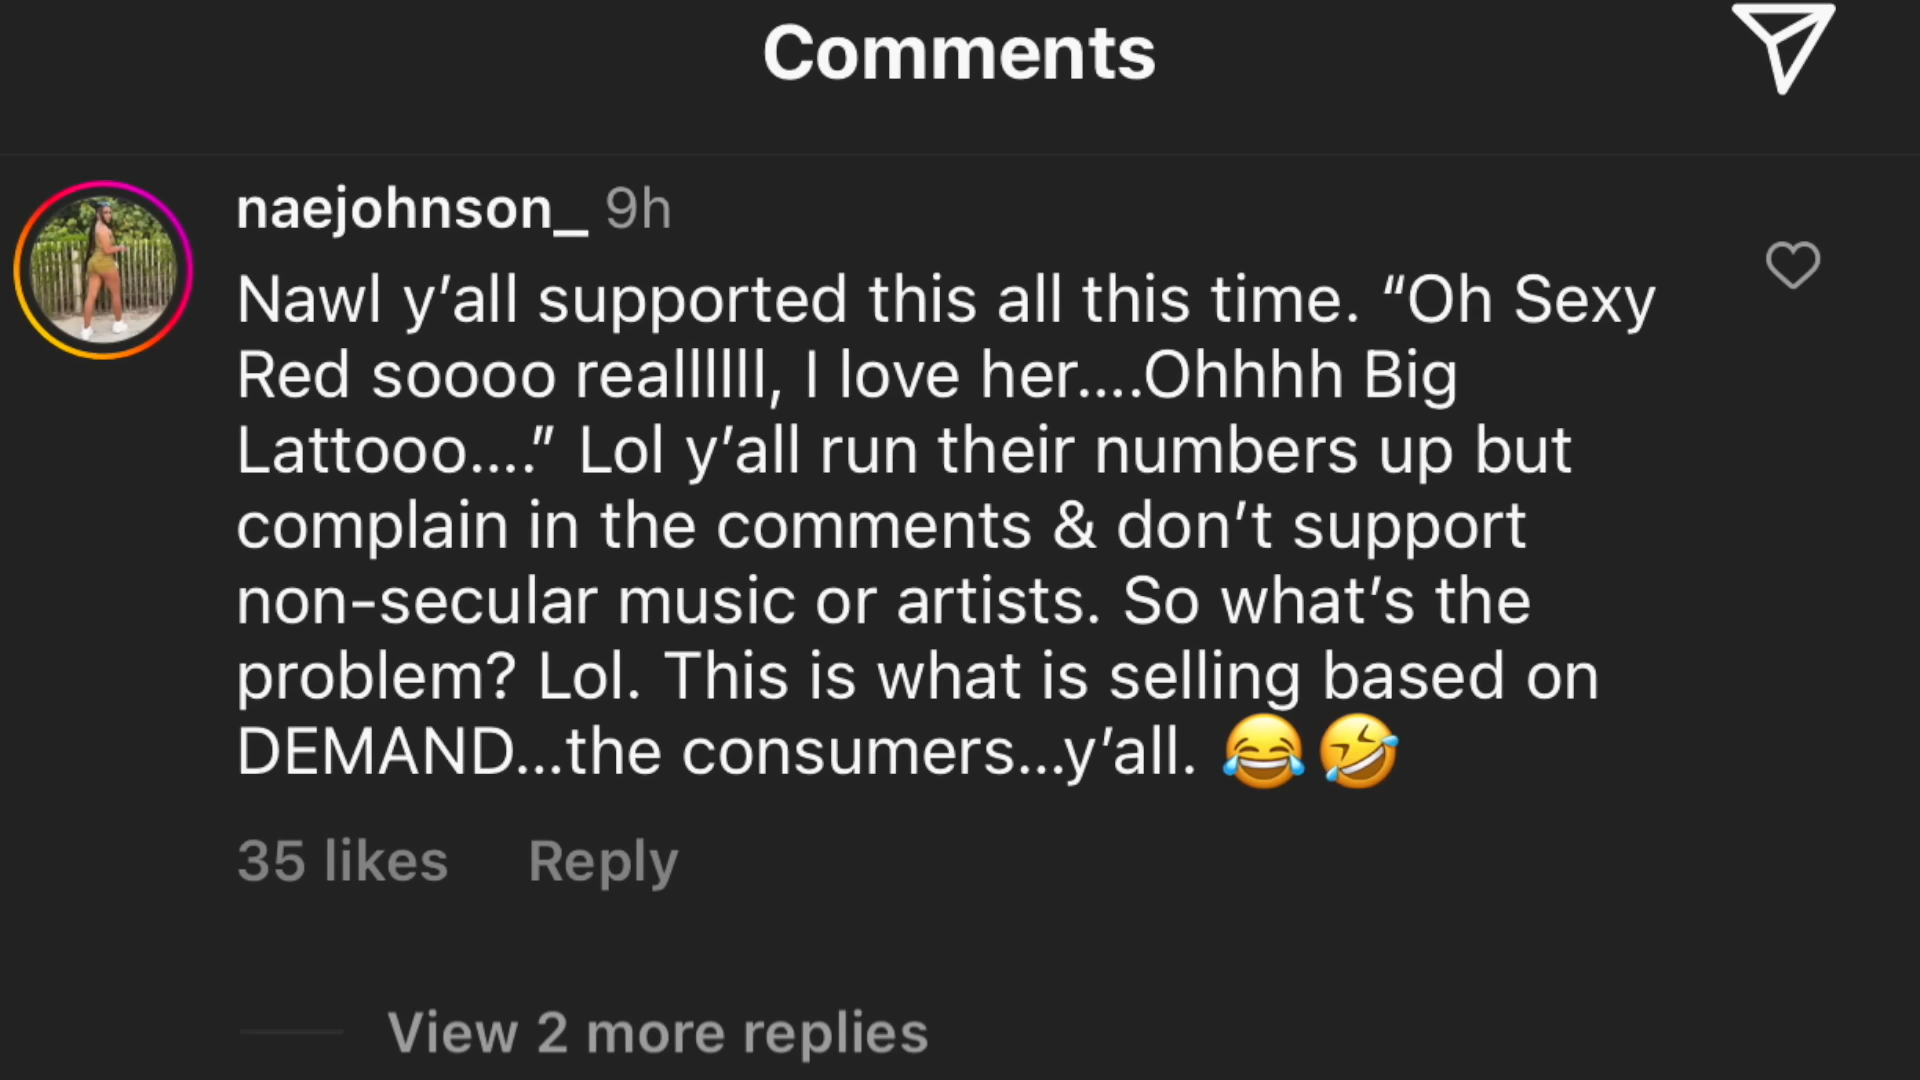 Comments
naejohnson_ 9h
Nawl y’all supported this all this time. “Oh Sexy
Red soooo reallllll, I love her....Ohhhh Big
Lattooo....” Lol y’all run their numbers up but
complain in the comments & don’t support
non-secular music or artists. So what’s the
problem? Lol. This is what is selling based on
DEMAND...the consumers...y’all. 😂🤣
35 likes Reply
View 2 more replies